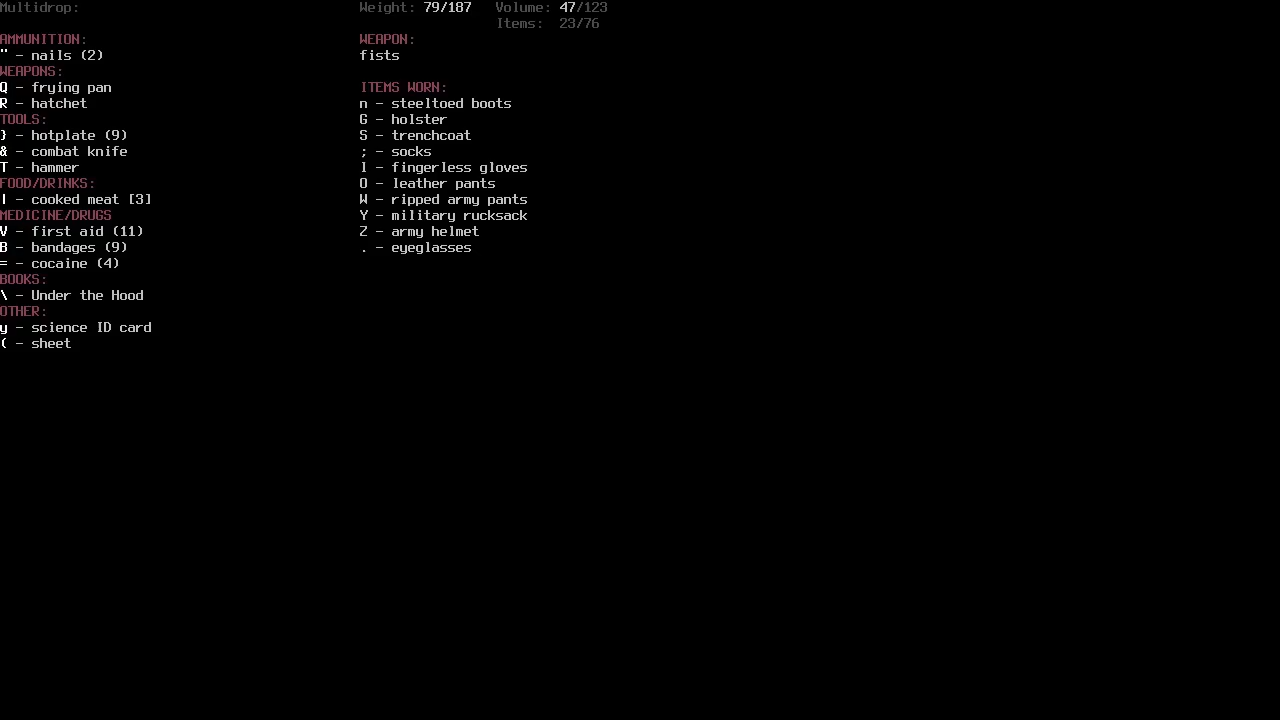 Multidrop: Weight: 79/187 Volume: 47/123
Items: 23/76
AMMUNITION: WEAPON:
" - nails (2) fists
WEAPONS:
Q - frying pan ITEMS WORN:
R - hatchet n - steeltoed boots
TOOLS: G - holster
} - hotplate (9) S - trenchcoat
& - combat knife ; - socks
T - hammer I - fingerless gloves
FOOD/DRINKS: O - leather pants
| - cooked meat [3] W - ripped army pants
MEDICINE/DRUGS Y - military rucksack
V - first aid (11) Z - army helmet
B - bandages (9) . - eyeglasses
= - cocaine (4)
BOOKS:
\ - Under the Hood
OTHER:
y - science ID card
( - sheet